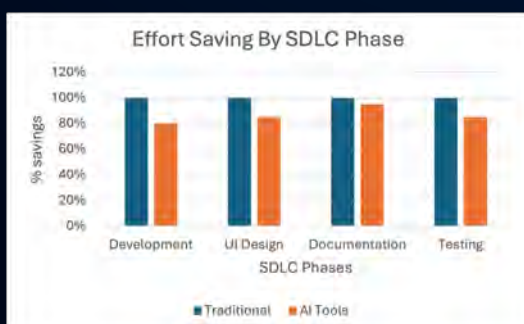 Effort Saving By SDLC Phase
120%
100%
80%
60%
40%
20%
0%
% savings
Development UI Design Documentation Testing
SDLC Phases
Traditional AI Tools